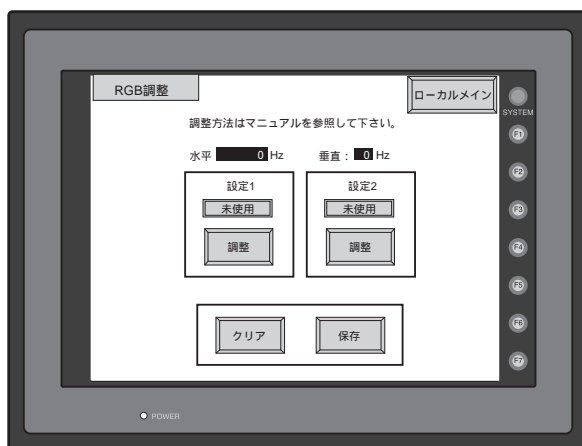 RGB調整
ローカルメイン
SYSTEM
調整方法はマニュアルを参照して下さい。
水平 0 Hz 垂直: 0 Hz
設定1 設定2
未使用 未使用
調整 調整
クリア 保存
F1
F2
F3
F4
F5
F6
F7
POWER